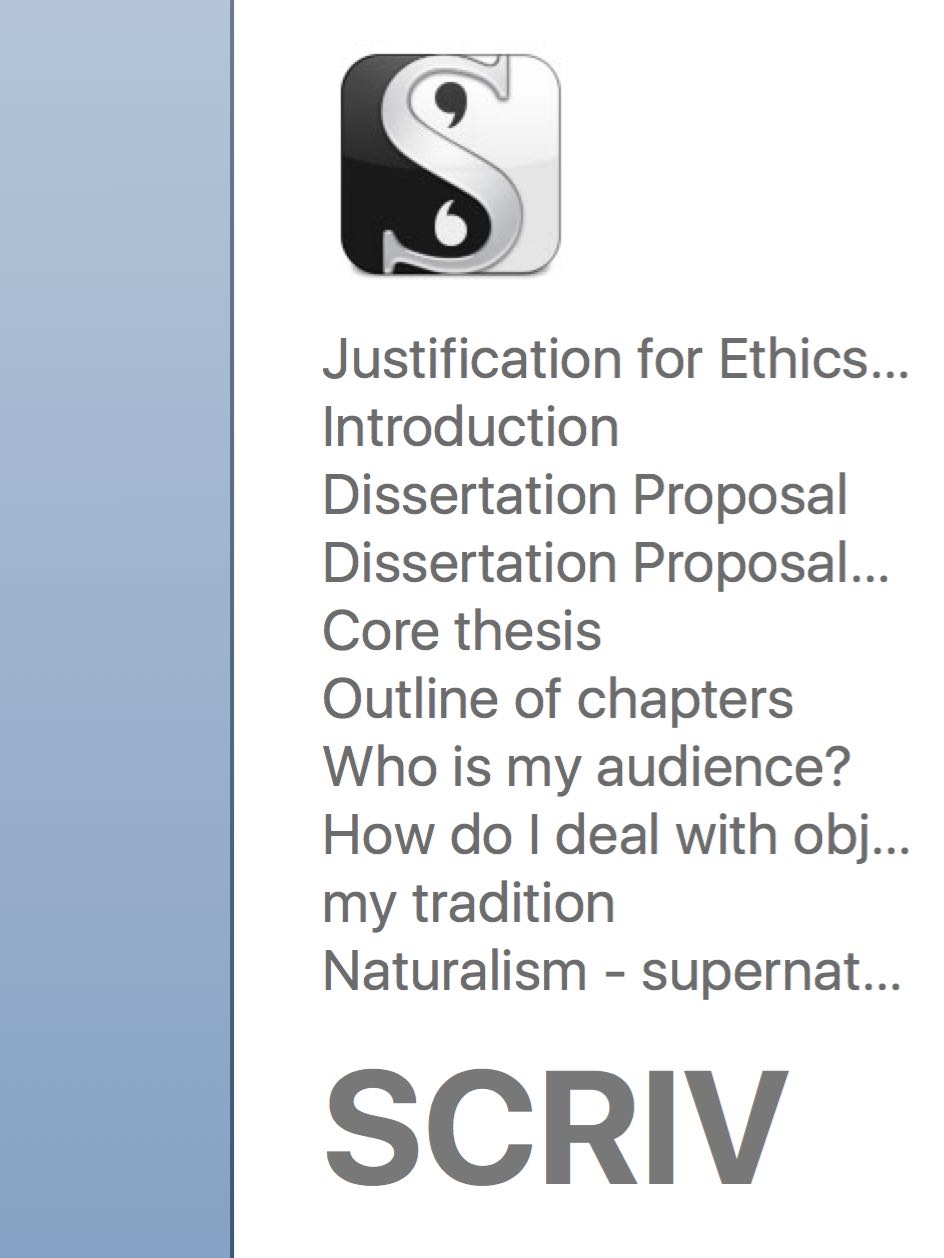 Justification for Ethics...
Introduction
Dissertation Proposal
Dissertation Proposal...
Core thesis
Outline of chapters
Who is my audience?
How do I deal with obj...
my tradition
Naturalism - supernat...
SCRIV